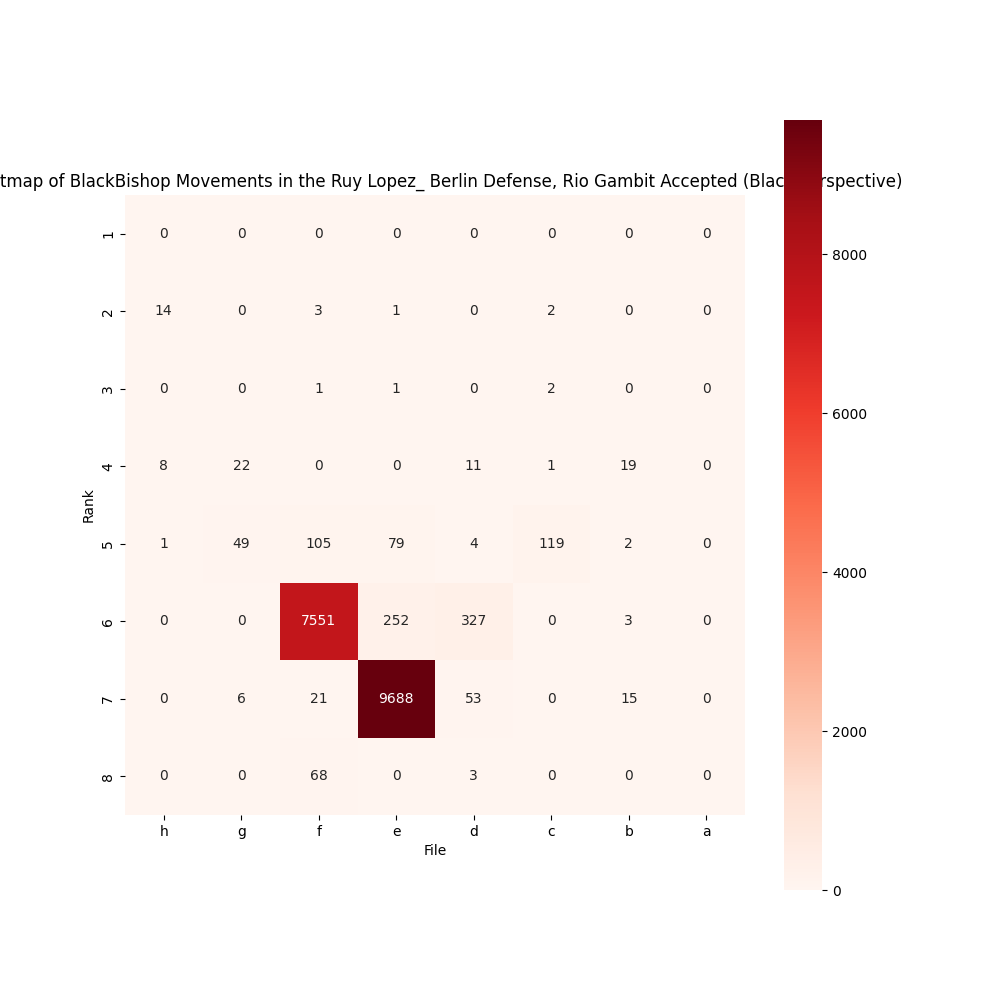 tmap of BlackBishop Movements in the Ruy Lopez_ Berlin Defense, Rio Gambit Accepted (Blac rspective)
1 0 0 0 0 0 0 0 0
2 14 0 3 1 0 2 0 0
3 0 0 1 1 0 2 0 0
4 8 22 0 0 11 1 19 0
5 1 49 105 79 4 119 2 0
6 0 0 7551 252 327 0 3 0
7 0 6 21 9688 53 0 15 0
8 0 0 68 0 3 0 0 0
h g f e d c b a
File
Rank
8000
6000
4000
2000
0